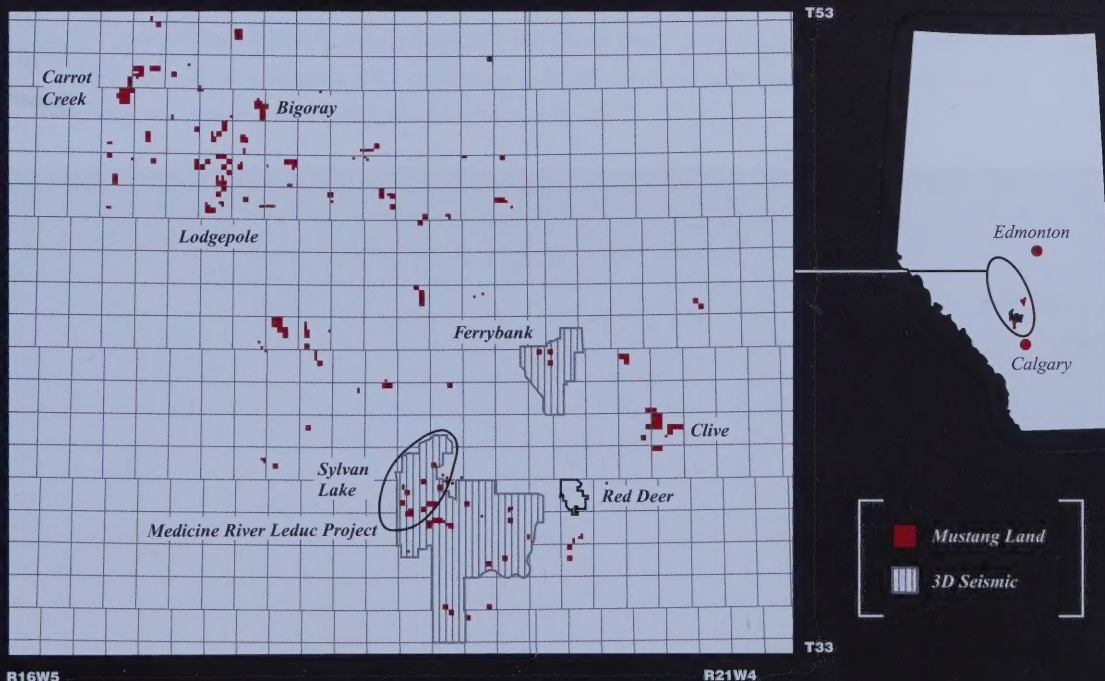 T53
Carrot
Creek
Bigoray
Lodgepole
Edmonton
Ferrybank
Calgary
Clive
Sylvan
Lake
Red Deer
Medicine River Leduc Project
Mustang Land
3D Seismic
T33
R16W5
R21W4